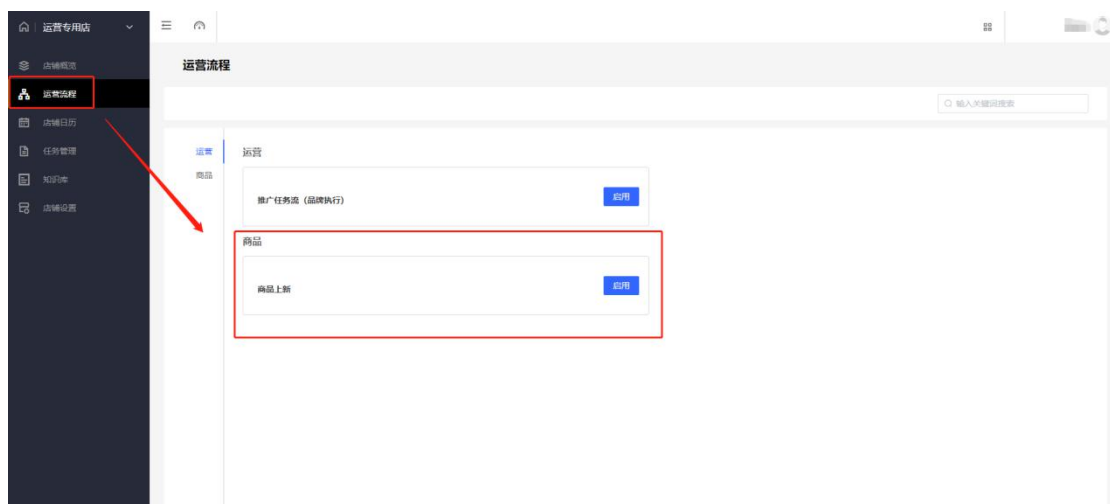 运营专用店
店铺概览
运营流程
店铺日历
任务管理
知识库
店铺设置
运营流程
输入关键词搜索
运营
商品
运营
推广任务流（品牌执行）
启用
商品
商品上新
启用